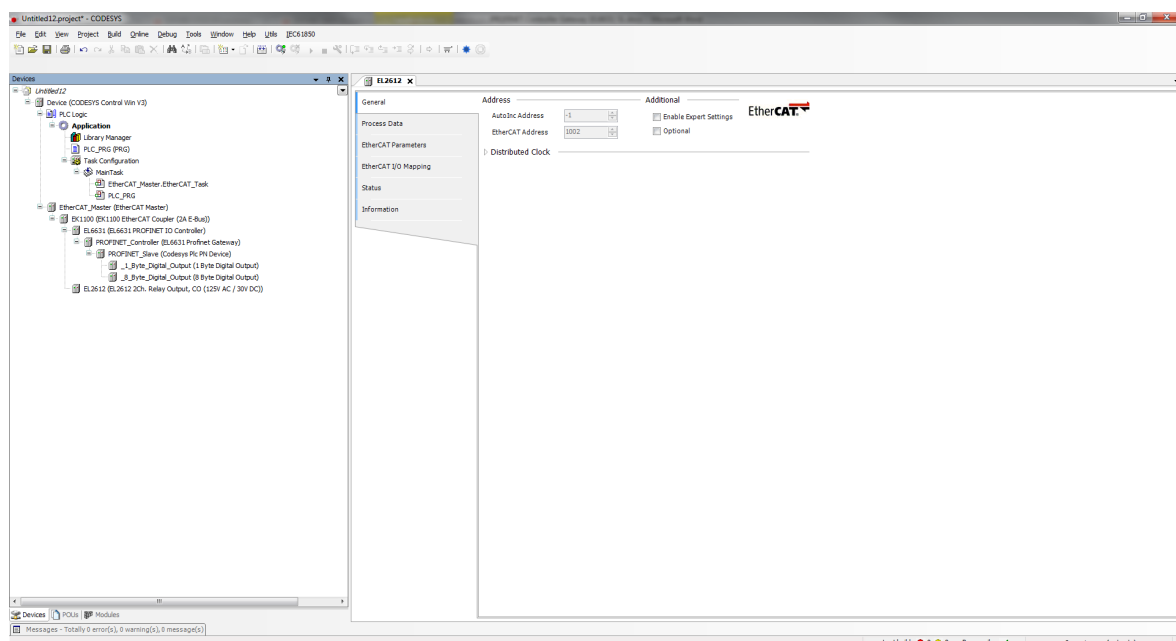 Untitled12.project* - CODESYS
File Edit View Project Build Online Debug Tools Window Help Utils IEC61850
Devices
Untitled12
Device (CODESYS Control Win V3)
PLC Logic
Application
Library Manager
PLC_PRG (PRG)
Task Configuration
MainTask
EtherCAT_Master.EtherCAT_Task
PLC_PRG
EtherCAT_Master (EtherCAT Master)
EK1100 (EK1100 EtherCAT Coupler (2A E-Bus))
EL6631 (EL6631 PROFINET IO Controller)
PROFINET_Controller (EL6631 Profinet Gateway)
PROFINET_Slave (Codesys Plc PN Device)
_1_Byte_Digital_Output (1 Byte Digital Output)
_8_Byte_Digital_Output (8 Byte Digital Output)
EL2612 (EL2612 2Ch. Relay Output, CO (125V AC / 30V DC))
Devices POUs Modules
Messages - Totally 0 error(s), 0 warning(s), 0 message(s)
EL2612
General
Process Data
EtherCAT Parameters
EtherCAT I/O Mapping
Status
Information
Address
AutoInc Address -1
EtherCAT Address 1002
Additional
Enable Expert Settings
Optional
EtherCAT
Distributed Clock